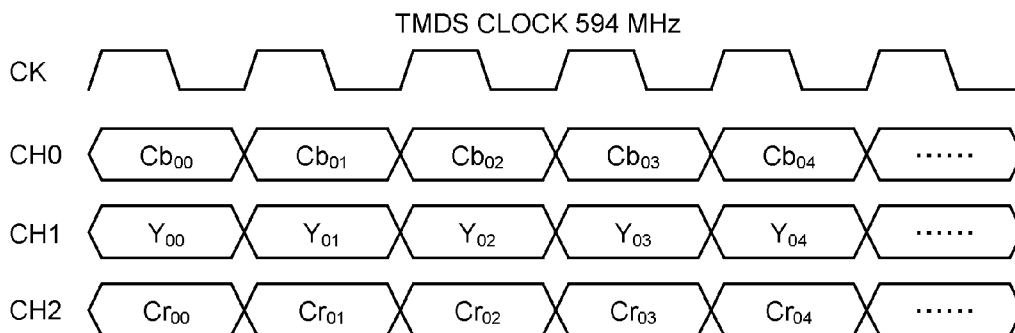 TMDS CLOCK 594 MHz
CK
CH0 Cb₀₀ Cb₀₁ Cb₀₂ Cb₀₃ Cb₀₄ ......
CH1 Y₀₀ Y₀₁ Y₀₂ Y₀₃ Y₀₄ ......
CH2 Cr₀₀ Cr₀₁ Cr₀₂ Cr₀₃ Cr₀₄ ......